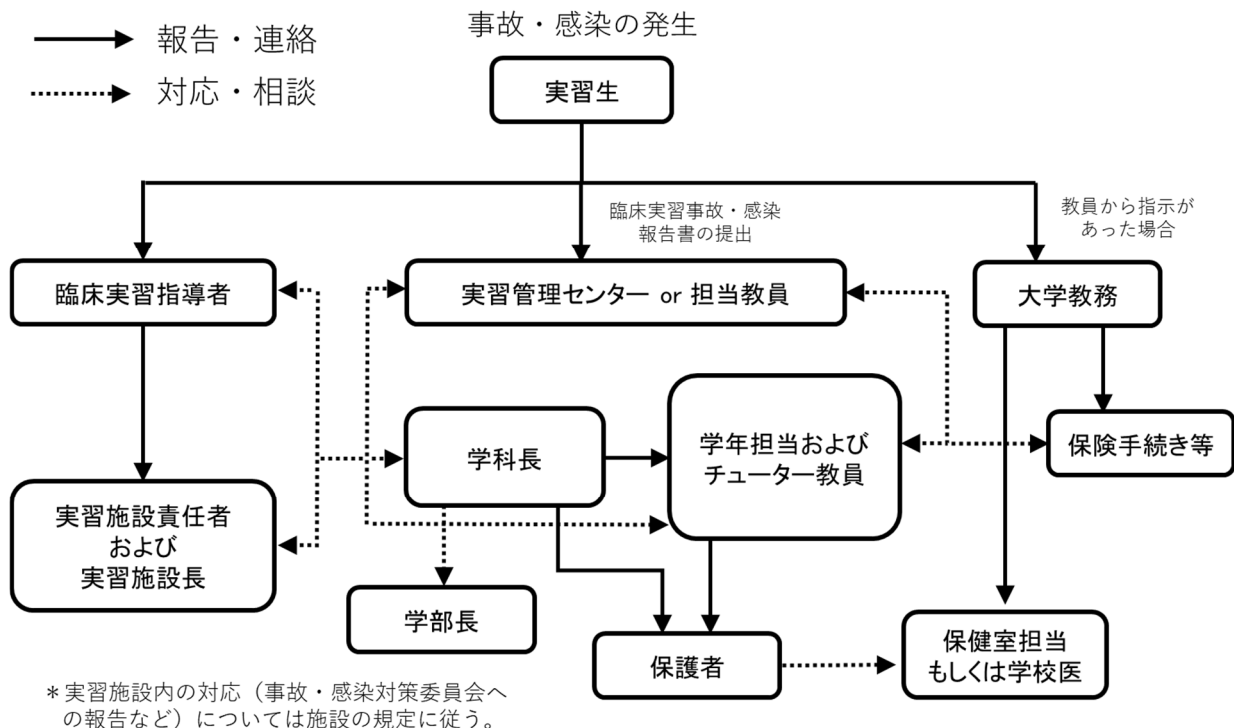 事故・感染の発生
報告・連絡
対応・相談
実習生
臨床実習事故・感染
報告書の提出
教員から指示が
あった場合
臨床実習指導者
実習管理センター or 担当教員
大学教務
学科長
学年担当および
チューター教員
保険手続き等
実習施設責任者
および
実習施設長
学部長
保護者
保健室担当
もしくは学校医
＊実習施設内の対応（事故・感染対策委員会へ
の報告など）については施設の規定に従う。